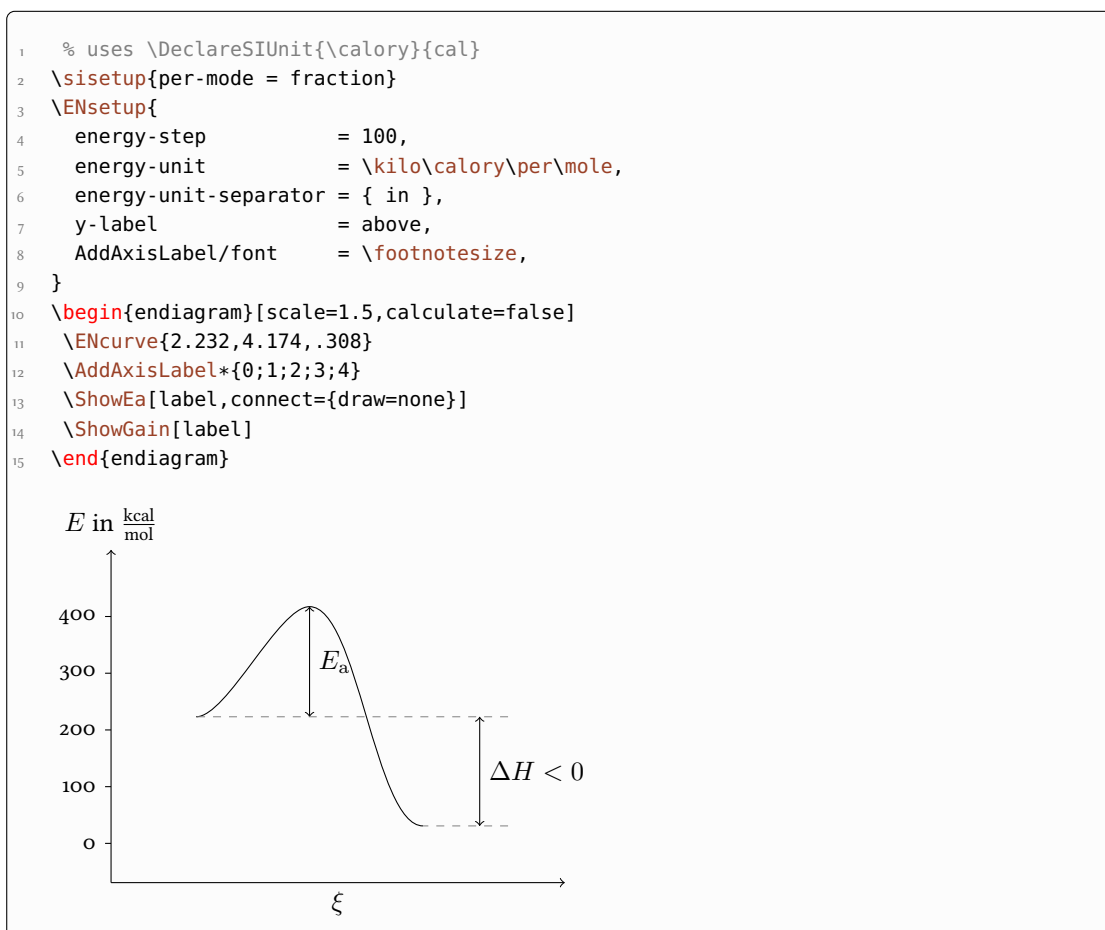 1 % uses \DeclareSIUnit{\calory}{cal}
2 \sisetup{per-mode = fraction}
3 \ENsetup{
4   energy-step           = 100,
5   energy-unit           = \kilo\calory\per\mole,
6   energy-unit-separator = { in },
7   y-label               = above,
8   AddAxisLabel/font     = \footnotesize,
9 }
10 \begin{endiagram}[scale=1.5,calculate=false]
11  \ENcurve{2.232,4.174,.308}
12  \AddAxisLabel*{0;1;2;3;4}
13  \ShowEa[label,connect={draw=none}]
14  \ShowGain[label]
15 \end{endiagram}
E in kcal/mol
400
300
E_a
200
ΔH < 0
100
0
ξ